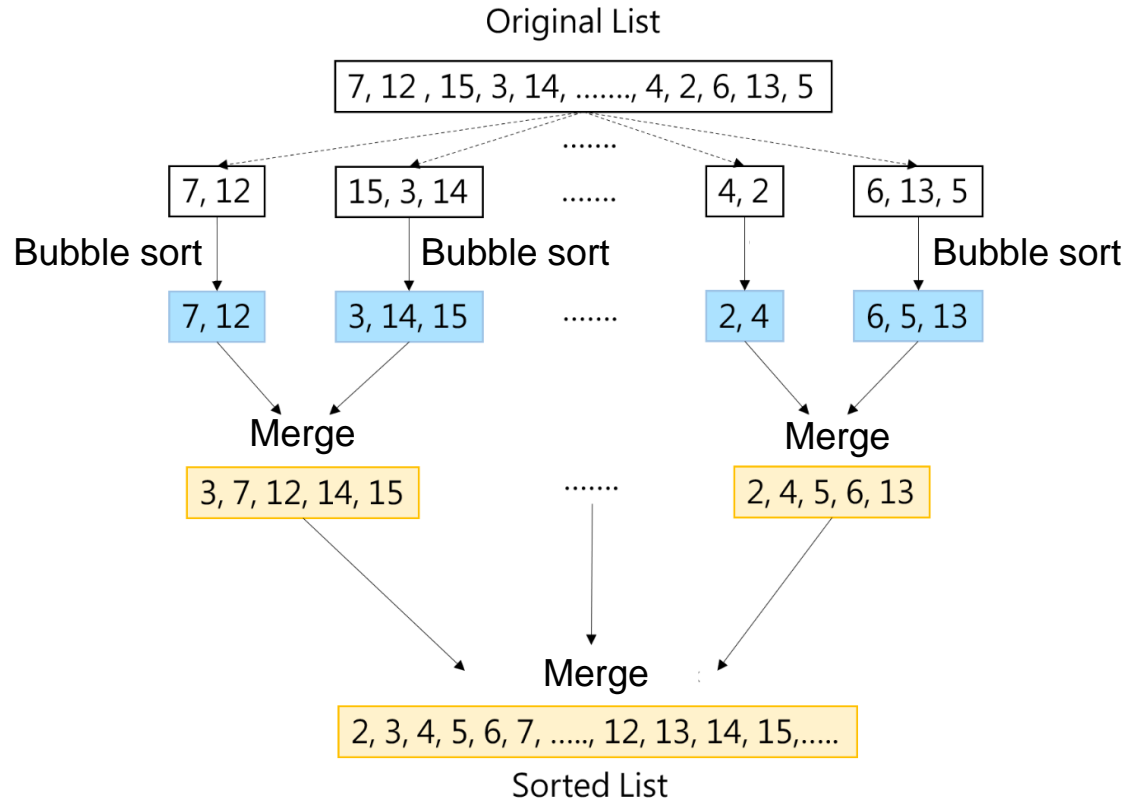 Original List
7, 12 , 15, 3, 14, ......., 4, 2, 6, 13, 5
.......
7, 12
15, 3, 14
.......
4, 2
6, 13, 5
Bubble sort
Bubble sort
Bubble sort
7, 12
3, 14, 15
.......
2, 4
6, 5, 13
Merge
Merge
3, 7, 12, 14, 15
.......
2, 4, 5, 6, 13
Merge
2, 3, 4, 5, 6, 7, ....., 12, 13, 14, 15,.....
Sorted List